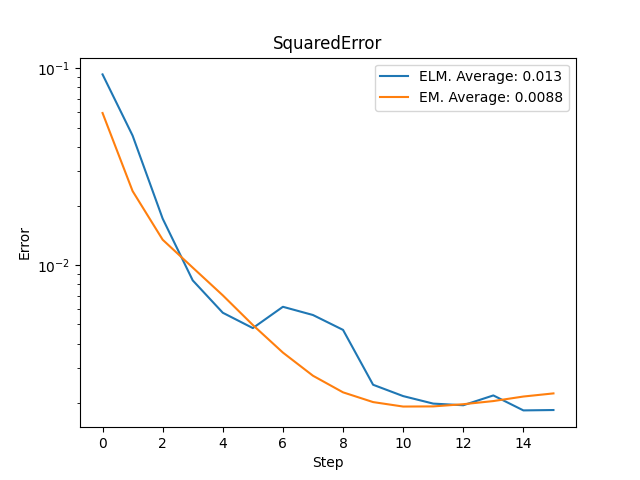 SquaredError
ELM. Average: 0.013
EM. Average: 0.0088
Error
10⁻¹
10⁻²
0 2 4 6 8 10 12 14
Step